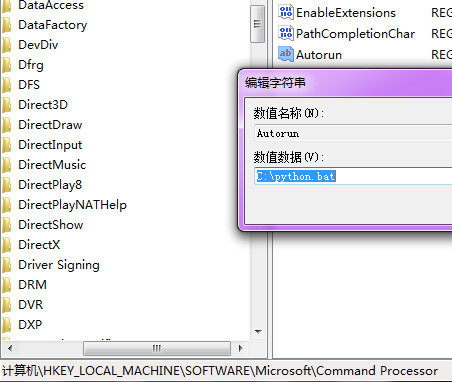 DataAccess
DataFactory
DevDiv
Dfrg
DFS
Direct3D
DirectDraw
DirectInput
DirectMusic
DirectPlay8
DirectPlayNATHelp
DirectShow
DirectX
Driver Signing
DRM
DVR
DXP
EnableExtensions REG
PathCompletionChar REG
Autorun REG
编辑字符串
数值名称(N):
Autorun
数值数据(V):
C:\python.bat
计算机\HKEY_LOCAL_MACHINE\SOFTWARE\Microsoft\Command Processor